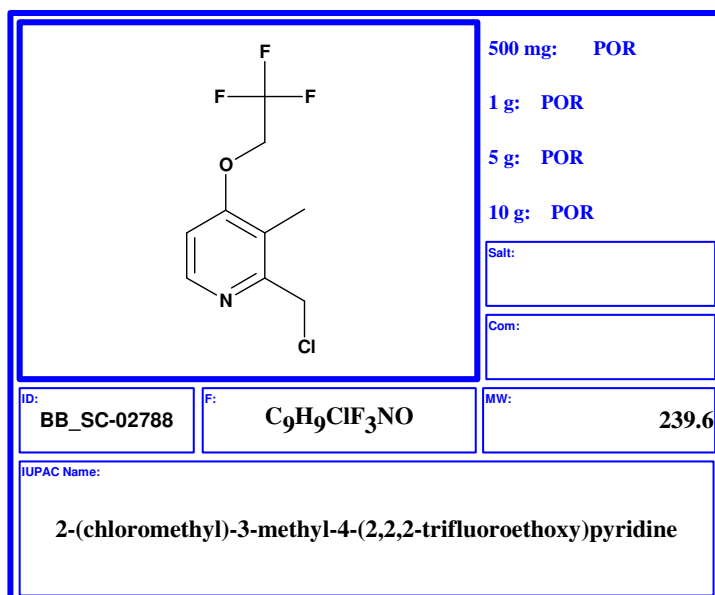 F
F F
O
N
Cl
500 mg: POR
1 g: POR
5 g: POR
10 g: POR
Salt:
Com:
ID:
BB_SC-02788
F:
C9H9ClF3NO
MW:
239.6
IUPAC Name:
2-(chloromethyl)-3-methyl-4-(2,2,2-trifluoroethoxy)pyridine